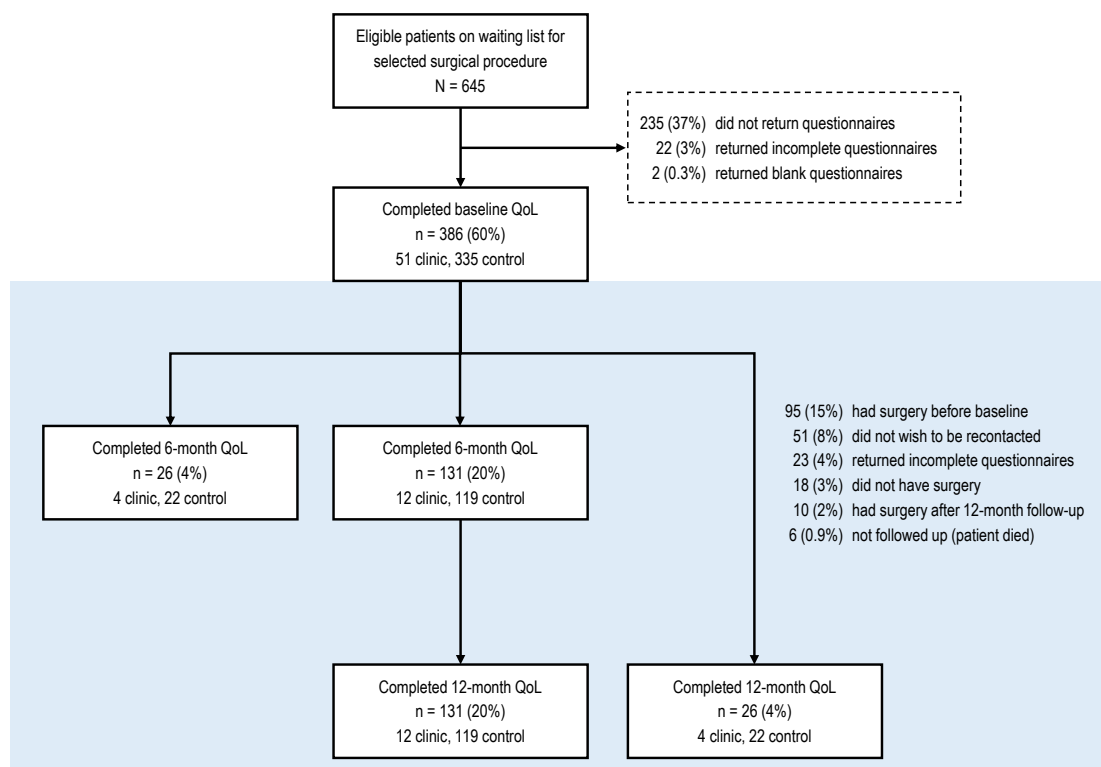 Eligible patients on waiting list for
selected surgical procedure
N = 645
235 (37%) did not return questionnaires
22 (3%) returned incomplete questionnaires
2 (0.3%) returned blank questionnaires
Completed baseline QoL
n = 386 (60%)
51 clinic, 335 control
95 (15%) had surgery before baseline
51 (8%) did not wish to be recontacted
23 (4%) returned incomplete questionnaires
18 (3%) did not have surgery
10 (2%) had surgery after 12-month follow-up
6 (0.9%) not followed up (patient died)
Completed 6-month QoL
n = 26 (4%)
4 clinic, 22 control
Completed 6-month QoL
n = 131 (20%)
12 clinic, 119 control
Completed 12-month QoL
n = 131 (20%)
12 clinic, 119 control
Completed 12-month QoL
n = 26 (4%)
4 clinic, 22 control